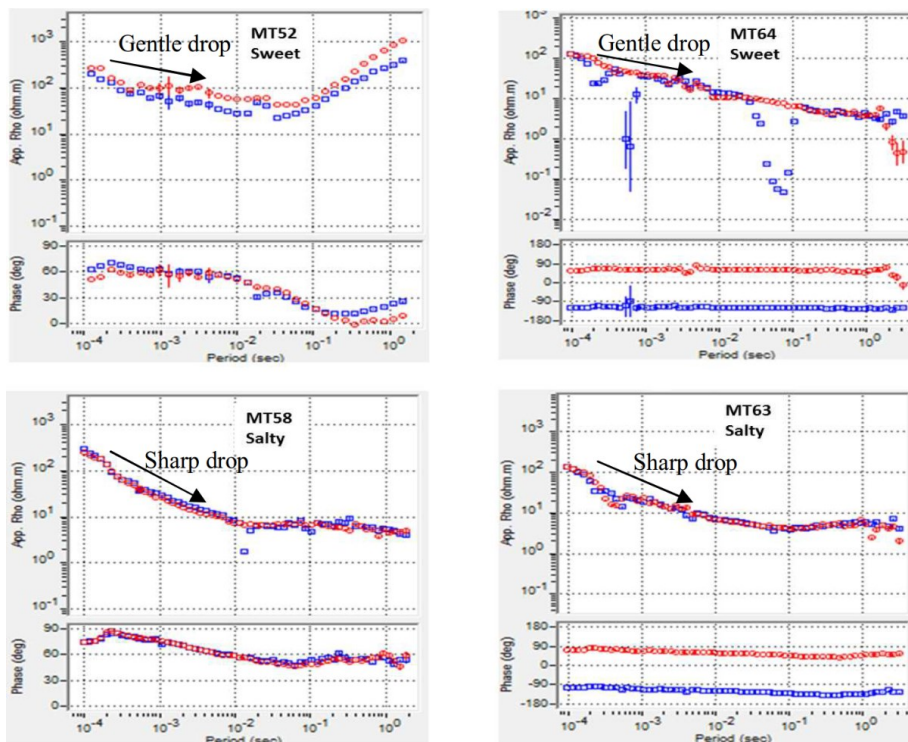 MT52
Sweet
Gentle drop
App. Rho (ohm.m)
10³
10²
10¹
10⁰
10⁻¹
Phase (deg)
90
60
30
0
10⁻⁴ 10⁻³ 10⁻² 10⁻¹ 10⁰
Period (sec)
MT64
Sweet
Gentle drop
App. Rho (ohm.m)
10³
10²
10¹
10⁰
10⁻¹
10⁻²
Phase (deg)
180
90
0
-90
-180
10⁻⁴ 10⁻³ 10⁻² 10⁻¹ 10⁰
Period (sec)
MT58
Salty
Sharp drop
App. Rho (ohm.m)
10³
10²
10¹
10⁰
10⁻¹
Phase (deg)
90
60
30
0
10⁻⁴ 10⁻³ 10⁻² 10⁻¹ 10⁰
Period (sec)
MT63
Salty
Sharp drop
App. Rho (ohm.m)
10³
10²
10¹
10⁰
10⁻¹
Phase (deg)
180
90
0
-90
-180
10⁻⁴ 10⁻³ 10⁻² 10⁻¹ 10⁰
Period (sec)